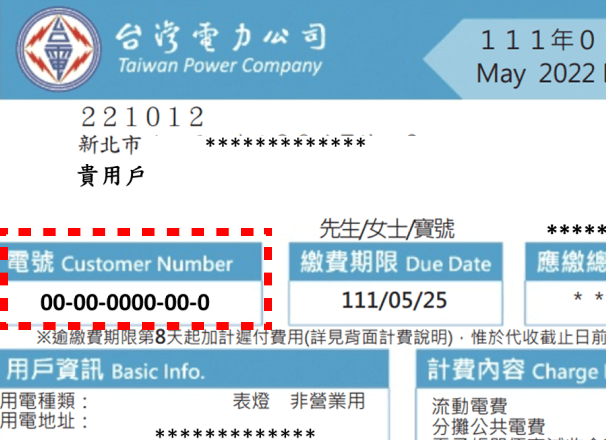 台灣電力公司
Taiwan Power Company
111年0
May 2022
221012
新北市 *************
貴用戶
先生/女士/寶號
*****
電號 Customer Number
繳費期限 Due Date
應繳總
00-00-0000-00-0
111/05/25
* *
※逾繳費期限第8天起加計遲付費用(詳見背面計費說明)，惟於代收截止日前
用戶資訊 Basic Info.
計費內容 Charge
用電種類：
表燈 非營業用
用電地址：
*************
流動電費
分攤公共電費